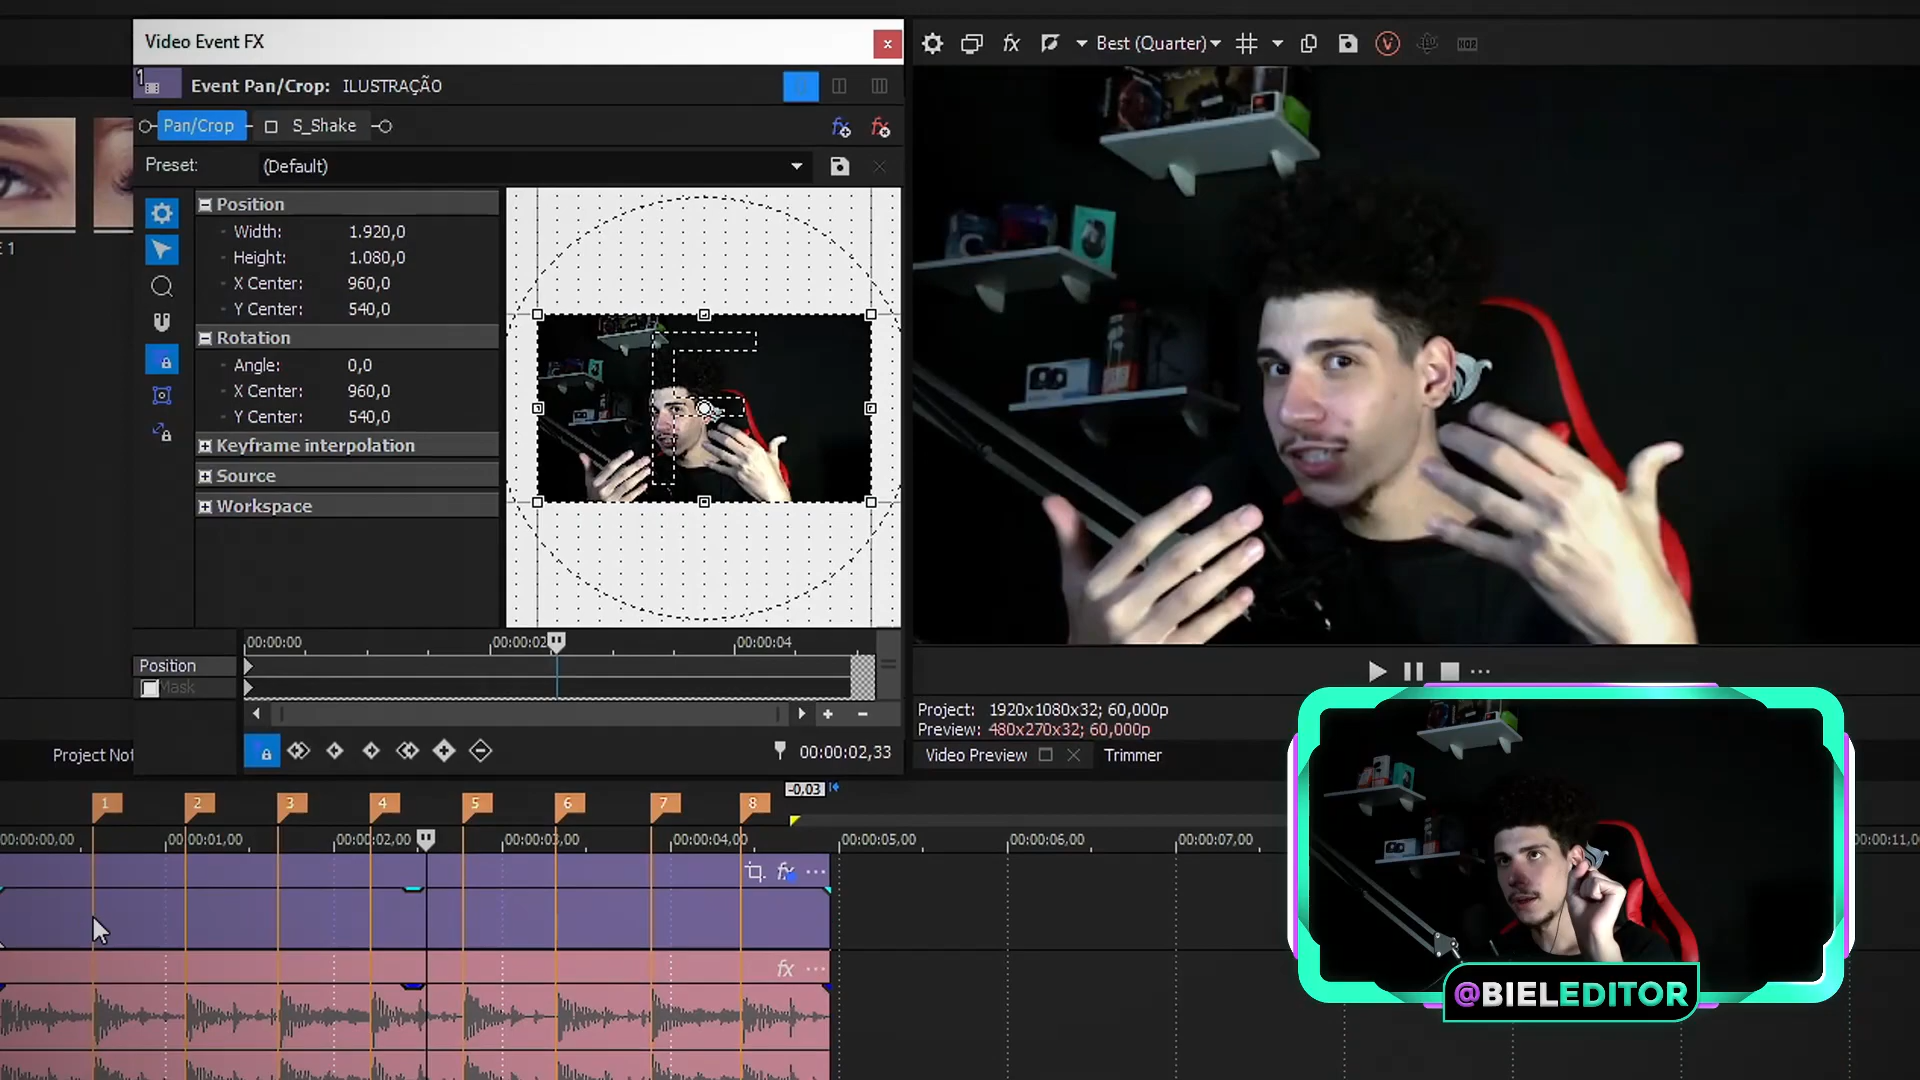 Video Event FX
Event Pan/Crop: ILUSTRAÇÃO
Pan/Crop
S_Shake
Preset: (Default)
Position
Width: 1.920,0
Height: 1.080,0
X Center: 960,0
Y Center: 540,0
Rotation
Angle: 0,0
X Center: 960,0
Y Center: 540,0
Keyframe interpolation
Source
Workspace
00:00:00 00:00:02 00:00:04
Position
Mask
00:00:02,33
Best (Quarter)
Project: 1920x1080x32; 60,000p
Preview: 480x270x32; 60,000p
Video Preview
Trimmer
Project Not
E 1
1 2 3 4 5 6 7 8
-0,03
00:00:00,00 00:00:01,00 00:00:02,00 00:00:03,00 00:00:04,00 00:00:05,00 00:00:06,00 00:00:07,00 00:00:11,0
@BIELEDITOR